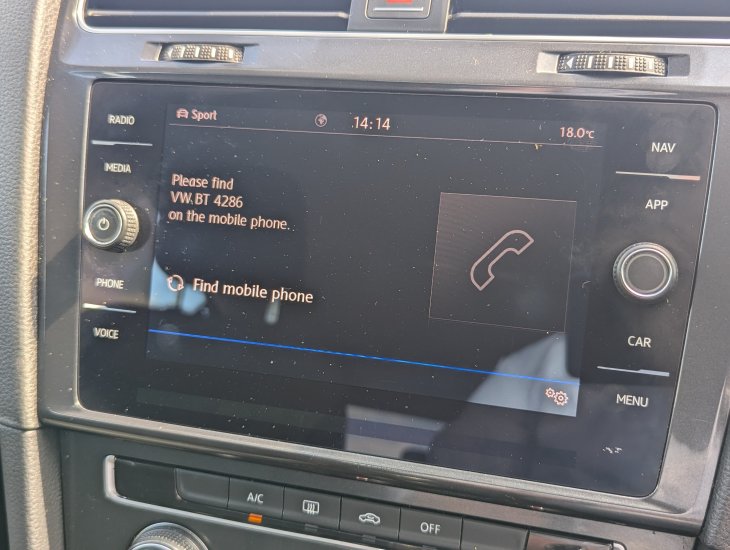 Sport
14:14
18.0°C
RADIO
MEDIA
PHONE
VOICE
Please find
VW BT 4286
on the mobile phone.
Find mobile phone
NAV
APP
CAR
MENU
A/C
OFF